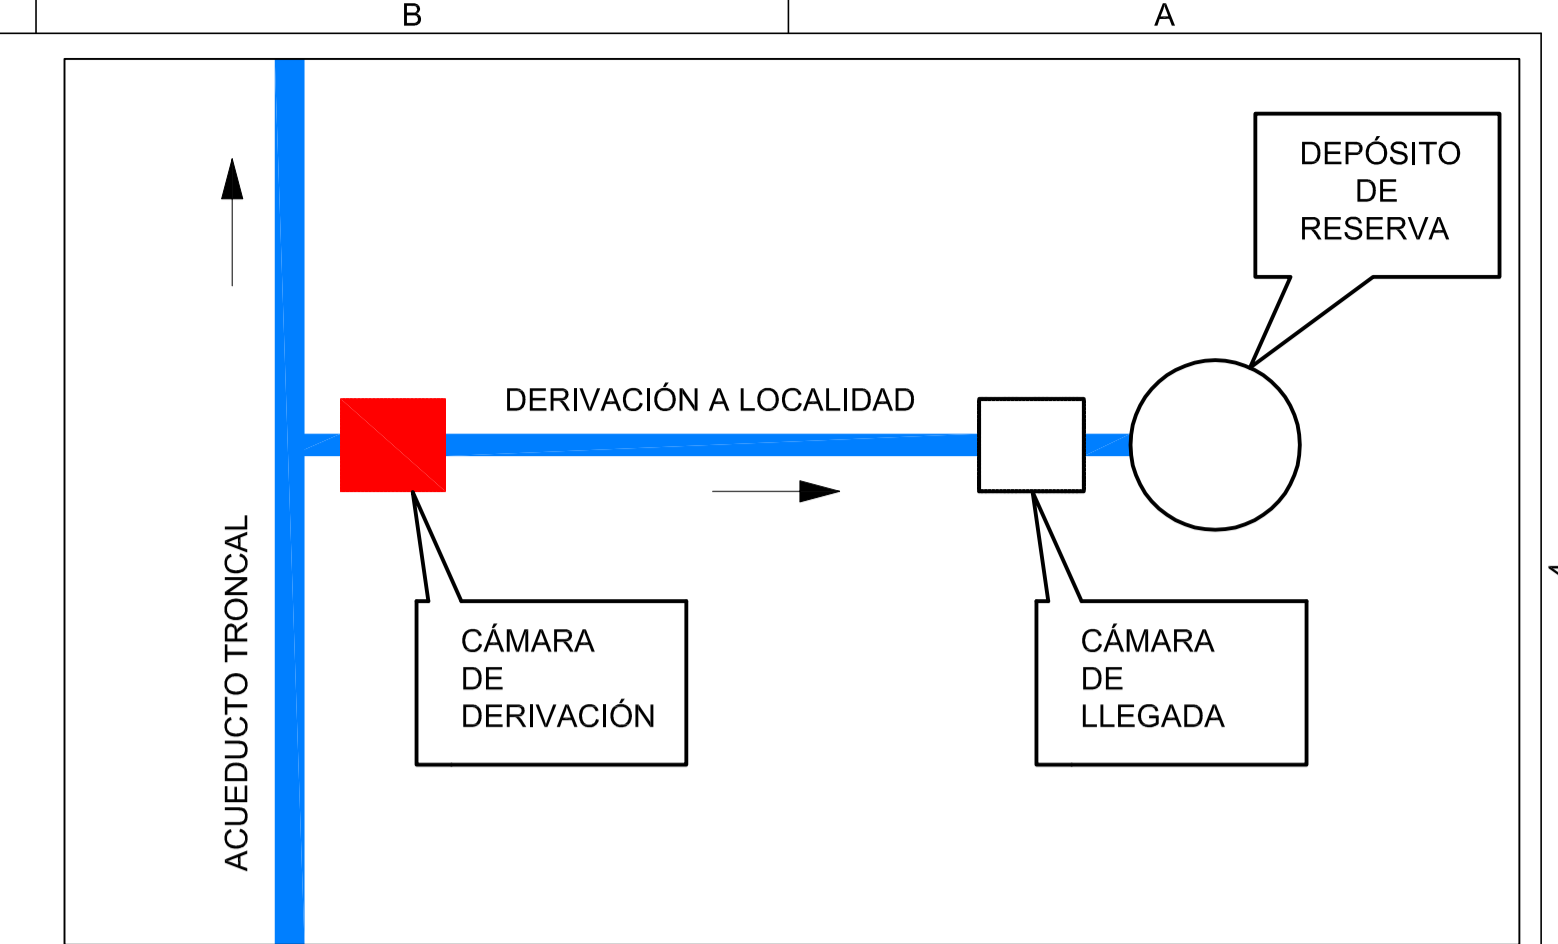 B
A
DEPÓSITO
DE
RESERVA
DERIVACIÓN A LOCALIDAD
ACUEDUCTO TRONCAL
CÁMARA
DE
DERIVACIÓN
CÁMARA
DE
LLEGADA